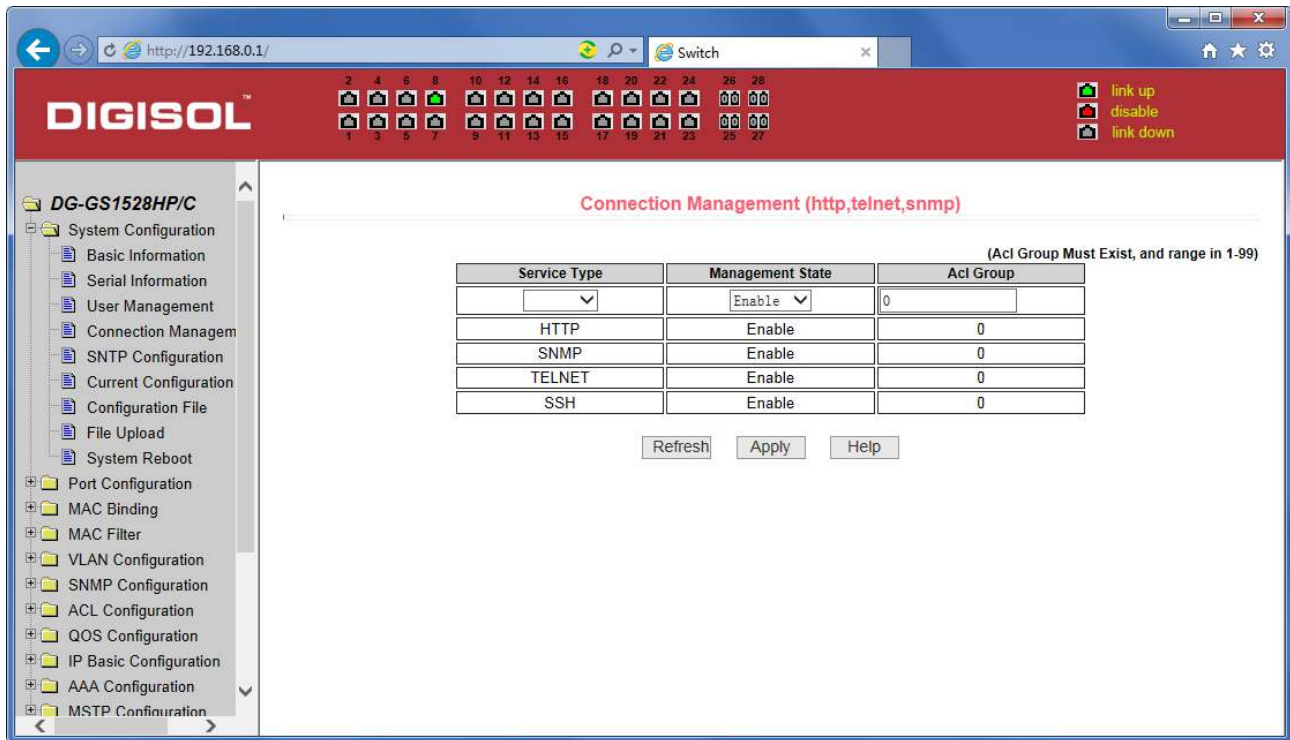 http://192.168.0.1/
Switch
DIGISOL™
2 4 6 8 10 12 14 16 18 20 22 24 26 28
1 3 5 7 9 11 13 15 17 19 21 23 25 27
link up
disable
link down
DG-GS1528HP/C
System Configuration
Basic Information
Serial Information
User Management
Connection Managem
SNTP Configuration
Current Configuration
Configuration File
File Upload
System Reboot
Port Configuration
MAC Binding
MAC Filter
VLAN Configuration
SNMP Configuration
ACL Configuration
QOS Configuration
IP Basic Configuration
AAA Configuration
MSTP Configuration
Connection Management (http,telnet,snmp)
(Acl Group Must Exist, and range in 1-99)
Service Type Management State Acl Group
Enable 0
HTTP Enable 0
SNMP Enable 0
TELNET Enable 0
SSH Enable 0
Refresh Apply Help